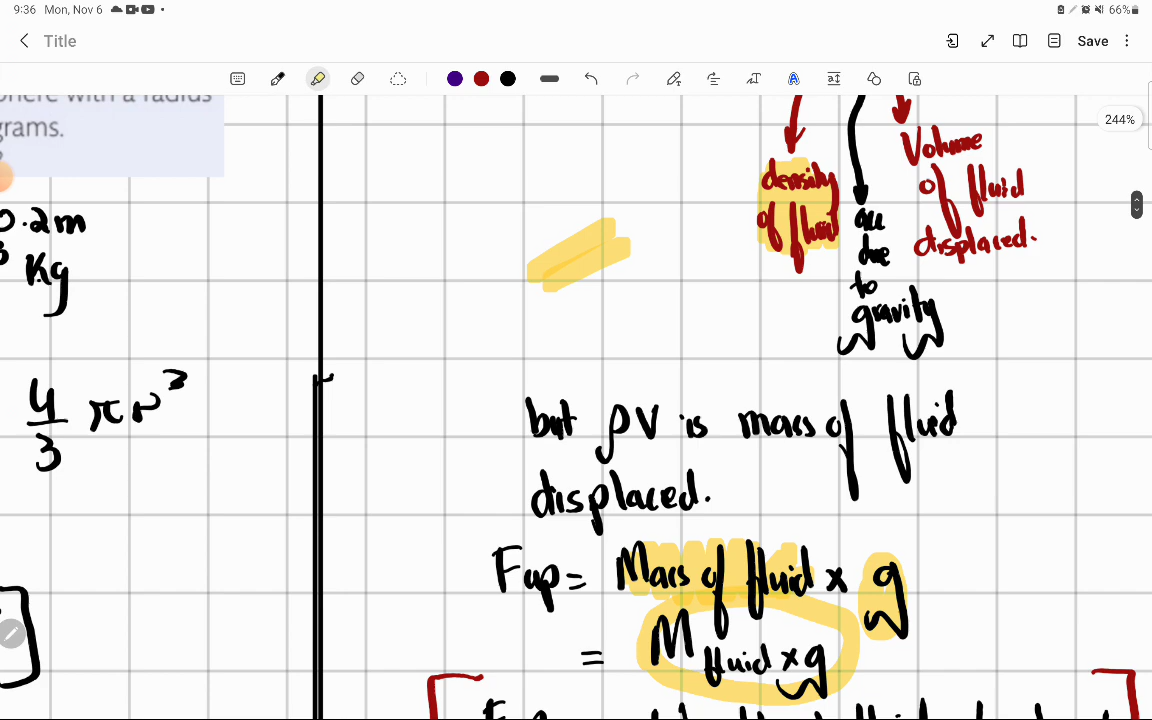 9:36 Mon, Nov 6
66%
Title
Save
244%
here with a radius
grams.
0.2m
Kg
4/3 πr³
density
of fluid
acc
due
to
gravity
Volume
of fluid
displaced.
but ρV is mass of fluid
displaced.
Fup = Mass of fluid × g
= M fluid × g